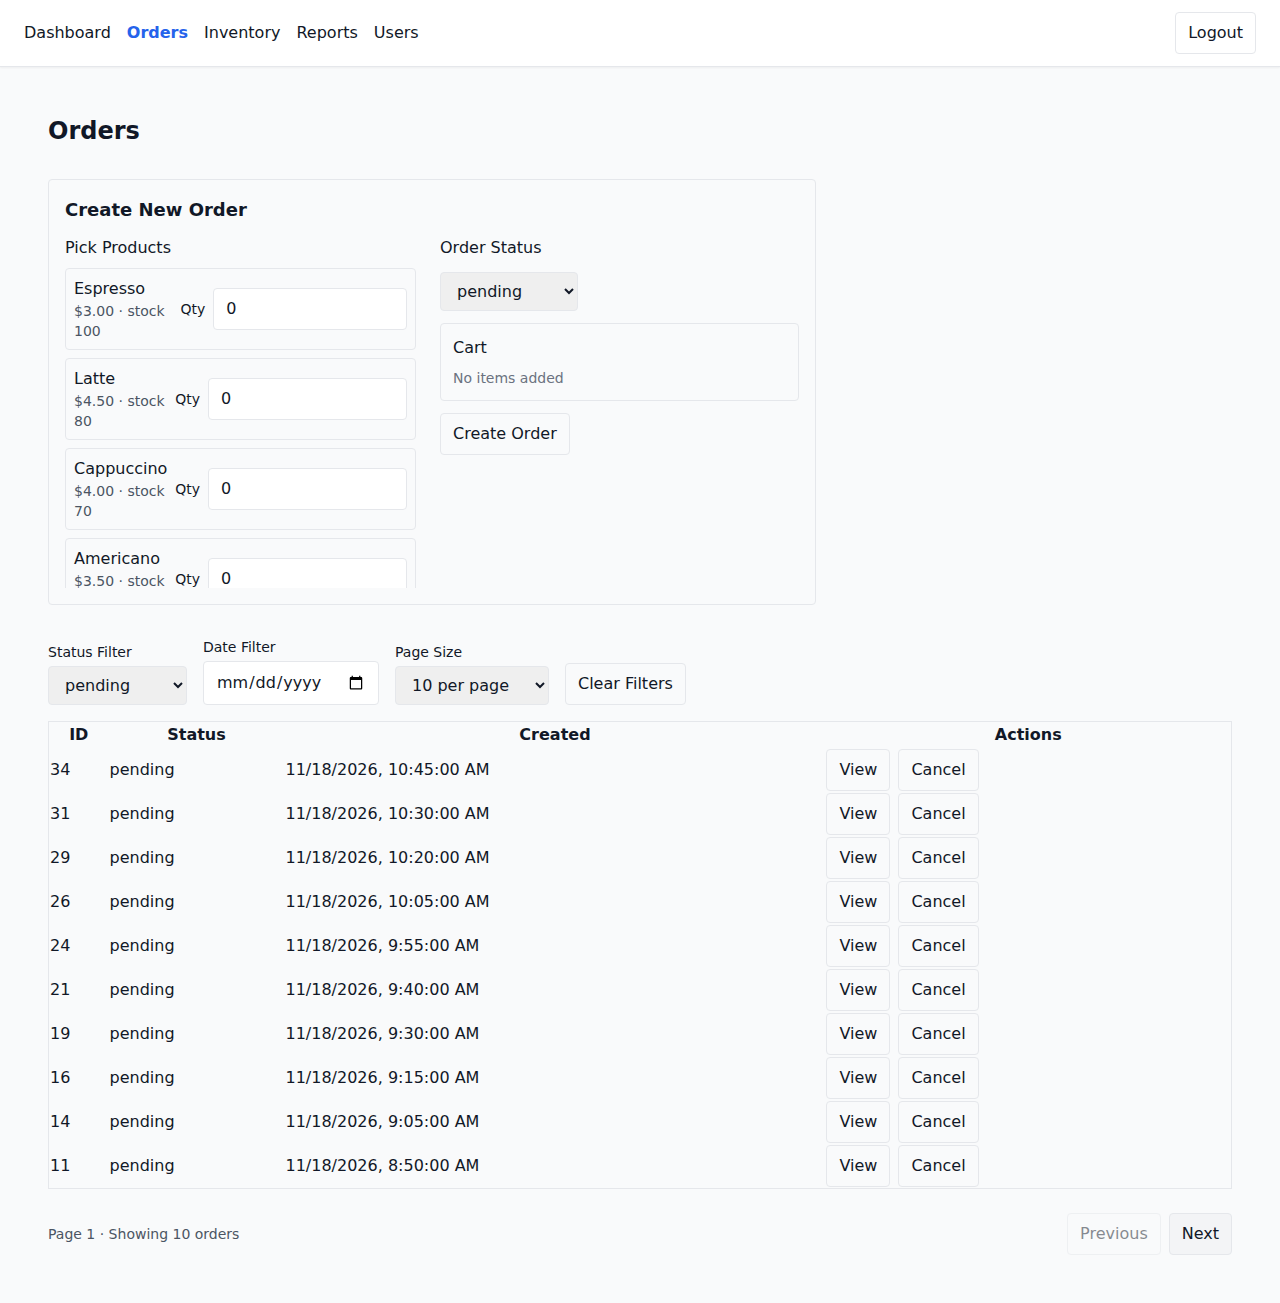 Dashboard Orders Inventory Reports Users Logout
Orders
Create New Order
Pick Products
Espresso
$3.00 · stock
100
Qty 0
Latte
$4.50 · stock
80
Qty 0
Cappuccino
$4.00 · stock
70
Qty 0
Americano
$3.50 · stock
Qty 0
Order Status
pending
Cart
No items added
Create Order
Status Filter
pending
Date Filter
mm/dd/yyyy
Page Size
10 per page
Clear Filters
ID Status Created Actions
34 pending 11/18/2026, 10:45:00 AM View Cancel
31 pending 11/18/2026, 10:30:00 AM View Cancel
29 pending 11/18/2026, 10:20:00 AM View Cancel
26 pending 11/18/2026, 10:05:00 AM View Cancel
24 pending 11/18/2026, 9:55:00 AM View Cancel
21 pending 11/18/2026, 9:40:00 AM View Cancel
19 pending 11/18/2026, 9:30:00 AM View Cancel
16 pending 11/18/2026, 9:15:00 AM View Cancel
14 pending 11/18/2026, 9:05:00 AM View Cancel
11 pending 11/18/2026, 8:50:00 AM View Cancel
Page 1 · Showing 10 orders Previous Next